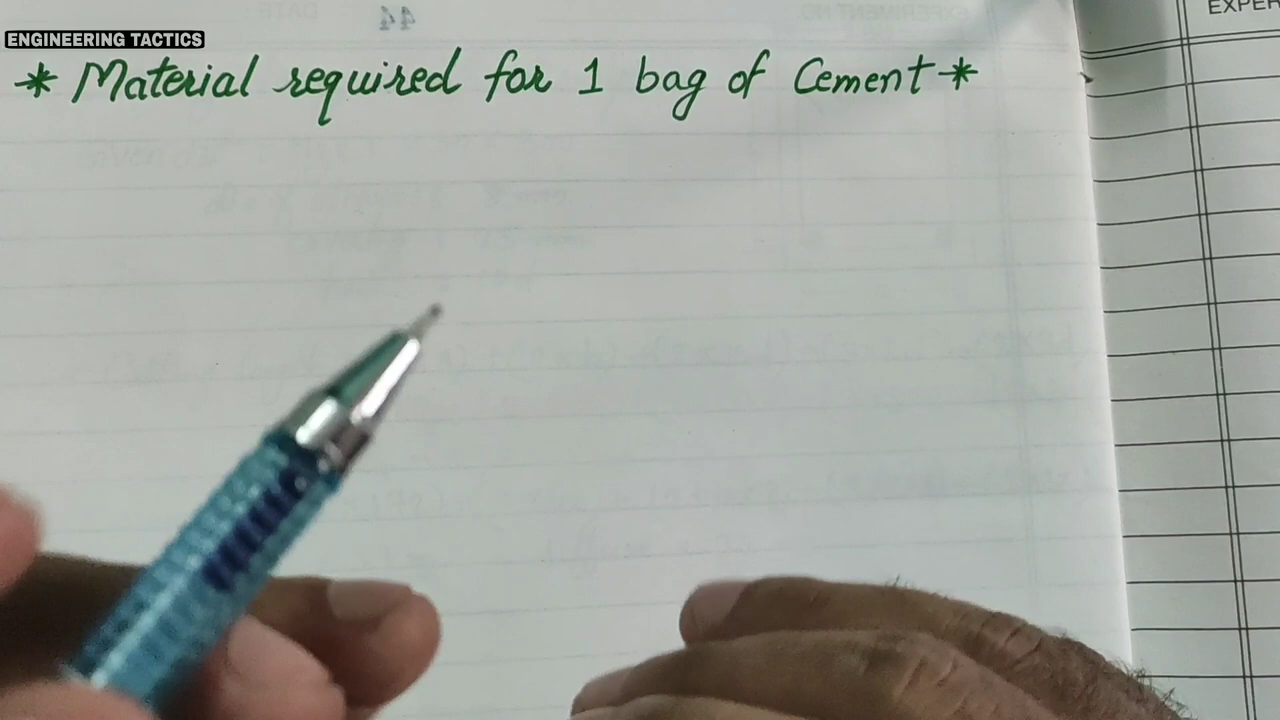 EXPER
ENGINEERING TACTICS
* Material required for 1 bag of Cement *